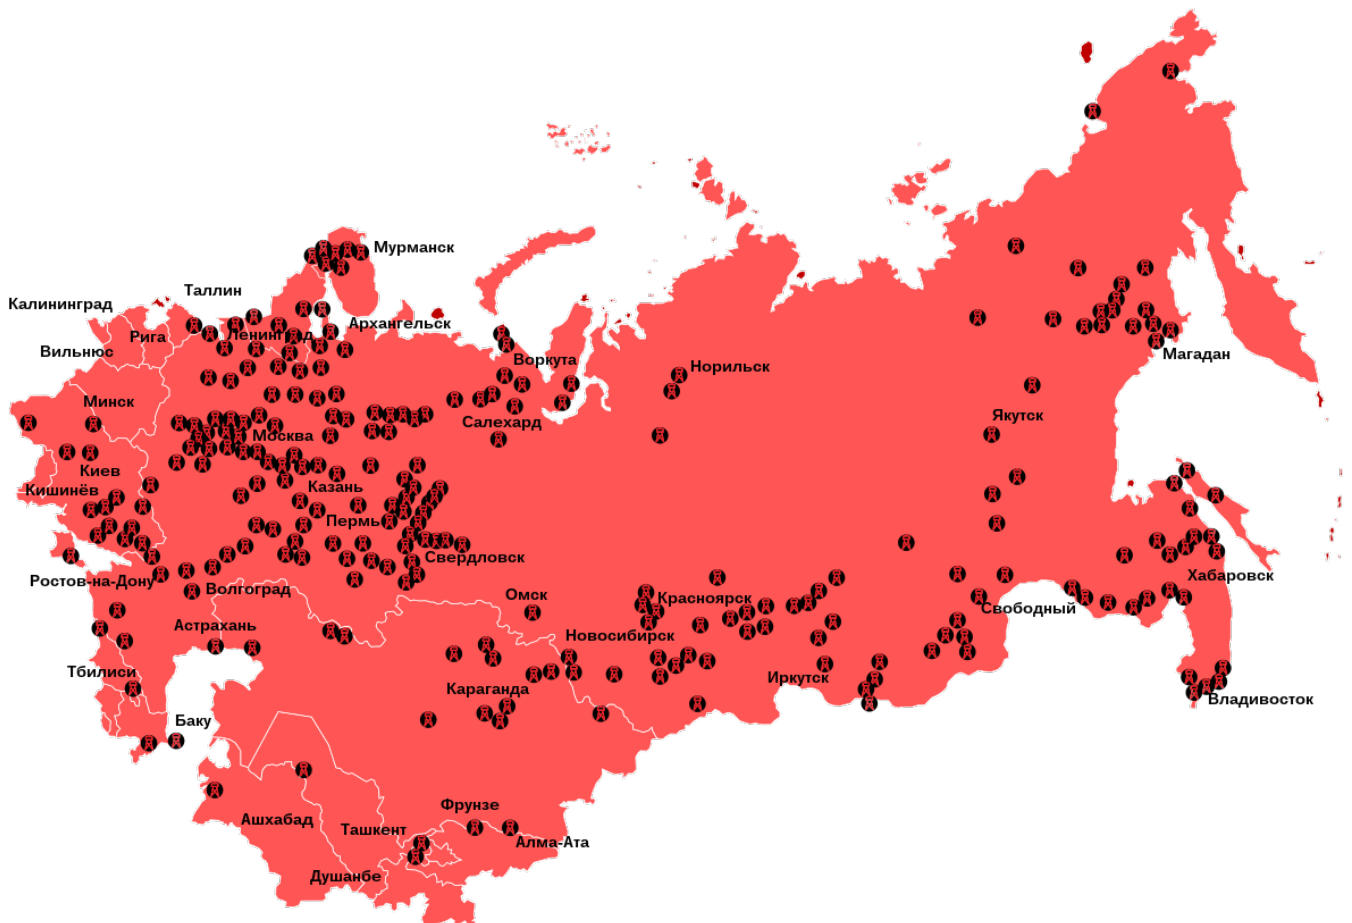 Мурманск
Таллин
Калининград
Архангельск
Рига
Ленинград
Вильнюс
Воркута
Норильск
Магадан
Минск
Салехард
Якутск
Москва
Киев
Казань
Кишинёв
Пермь
Свердловск
Хабаровск
Ростов-на-Дону
Волгоград
Омск
Красноярск
Свободный
Астрахань
Новосибирск
Тбилиси
Иркутск
Караганда
Владивосток
Баку
Фрунзе
Ашхабад
Ташкент
Алма-Ата
Душанбе